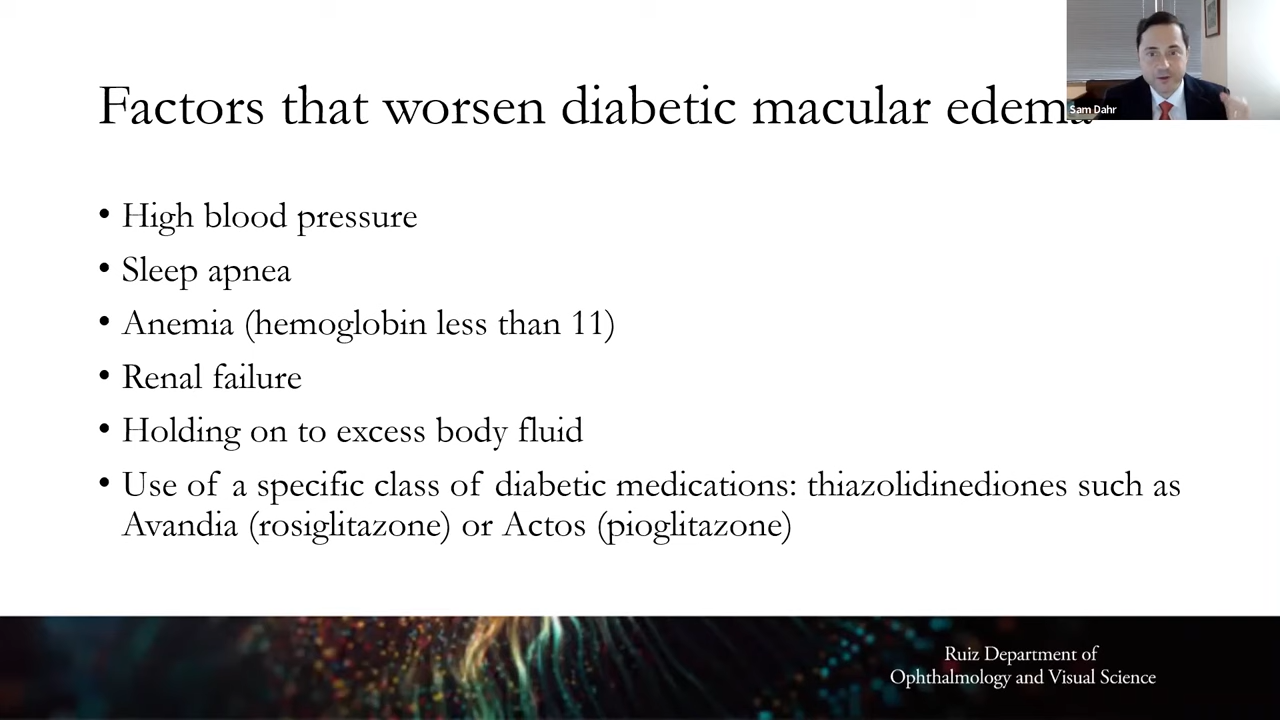 Factors that worsen diabetic macular edema
Sam Dahr
• High blood pressure
• Sleep apnea
• Anemia (hemoglobin less than 11)
• Renal failure
• Holding on to excess body fluid
• Use of a specific class of diabetic medications: thiazolidinediones such as
Avandia (rosiglitazone) or Actos (pioglitazone)
Ruiz Department of
Ophthalmology and Visual Science